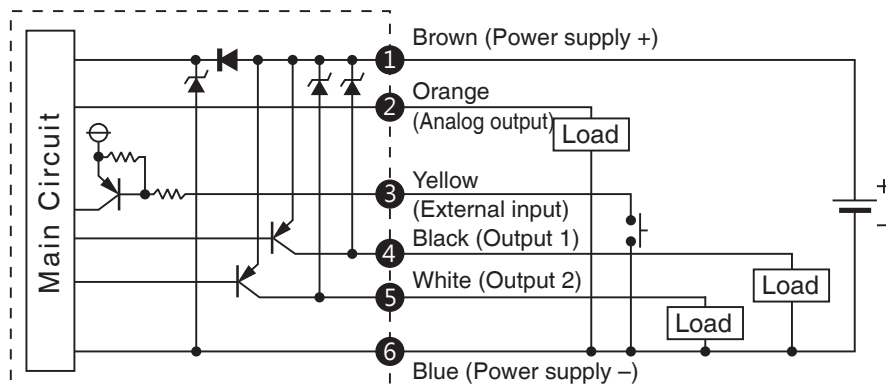 Main Circuit
1 Brown (Power supply +)
2 Orange
(Analog output)
Load
3 Yellow
(External input)
4 Black (Output 1)
5 White (Output 2)
Load
Load
6
Blue (Power supply –)
+
–